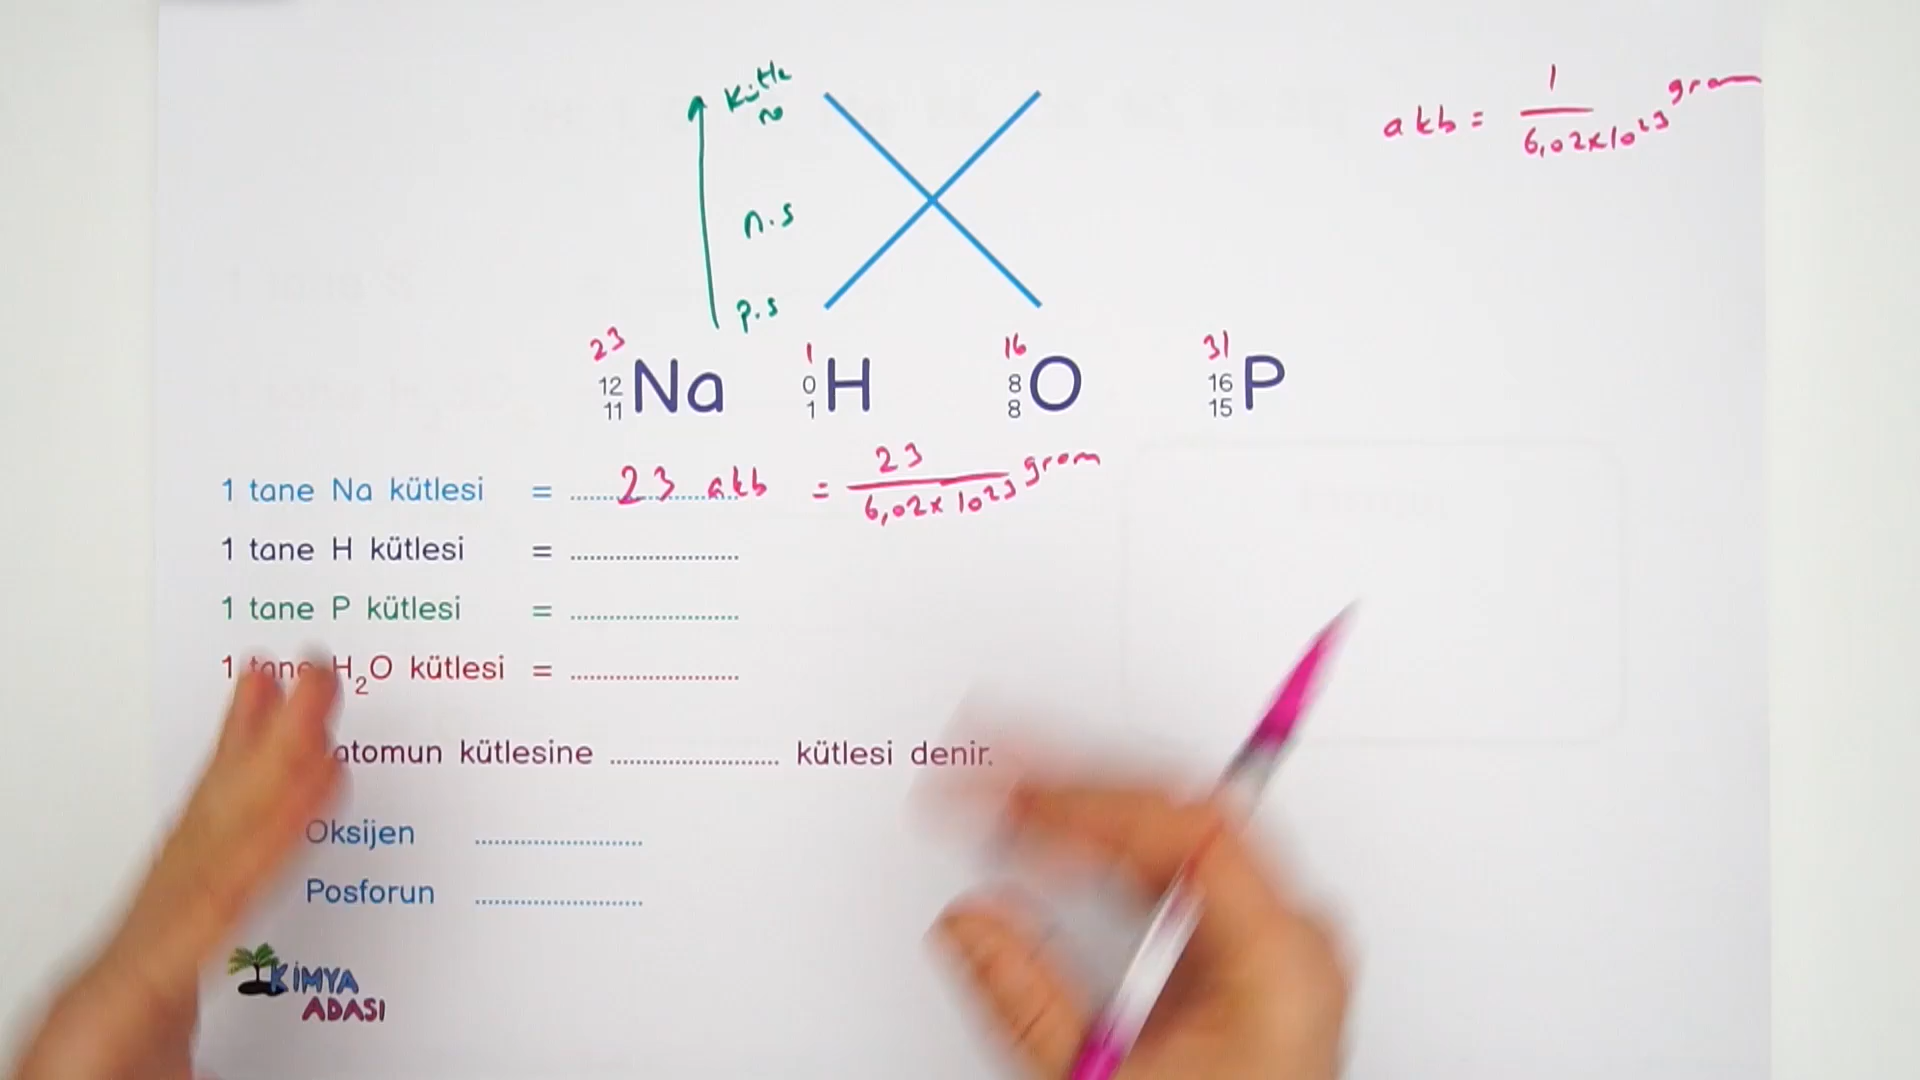 Kütle
no
akb = 1 / 6,02x10²³ gram
n.s
p.s
23 1 16 31
12 Na 0 H 8 O 16 P
11 1 8 15
1 tane Na kütlesi = 23 akb = 23 / 6,02x10²³ gram
1 tane H kütlesi = ........................
1 tane P kütlesi = ........................
1 tane H₂O kütlesi = ........................
atomun kütlesine ........................ kütlesi denir.
Oksijen ........................
Posforun ........................
KİMYA
ADASI